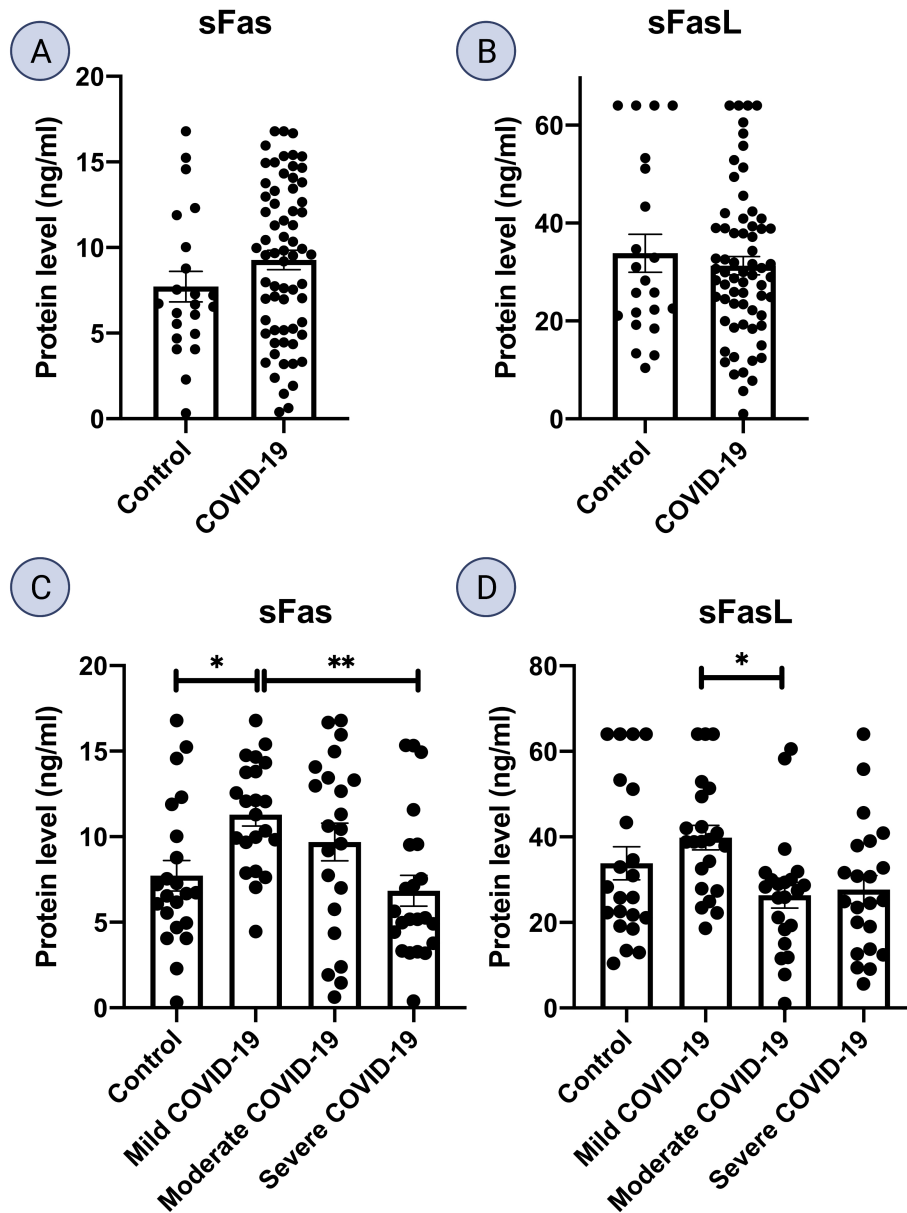 A
sFas
Protein level (ng/ml)
20
15
10
5
0
Control
COVID-19
B
sFasL
Protein level (ng/ml)
60
40
20
0
Control
COVID-19
C
sFas
Protein level (ng/ml)
20
15
10
5
0
*
**
Control
Mild COVID-19
Moderate COVID-19
Severe COVID-19
D
sFasL
Protein level (ng/ml)
80
60
40
20
0
*
Control
Mild COVID-19
Moderate COVID-19
Severe COVID-19